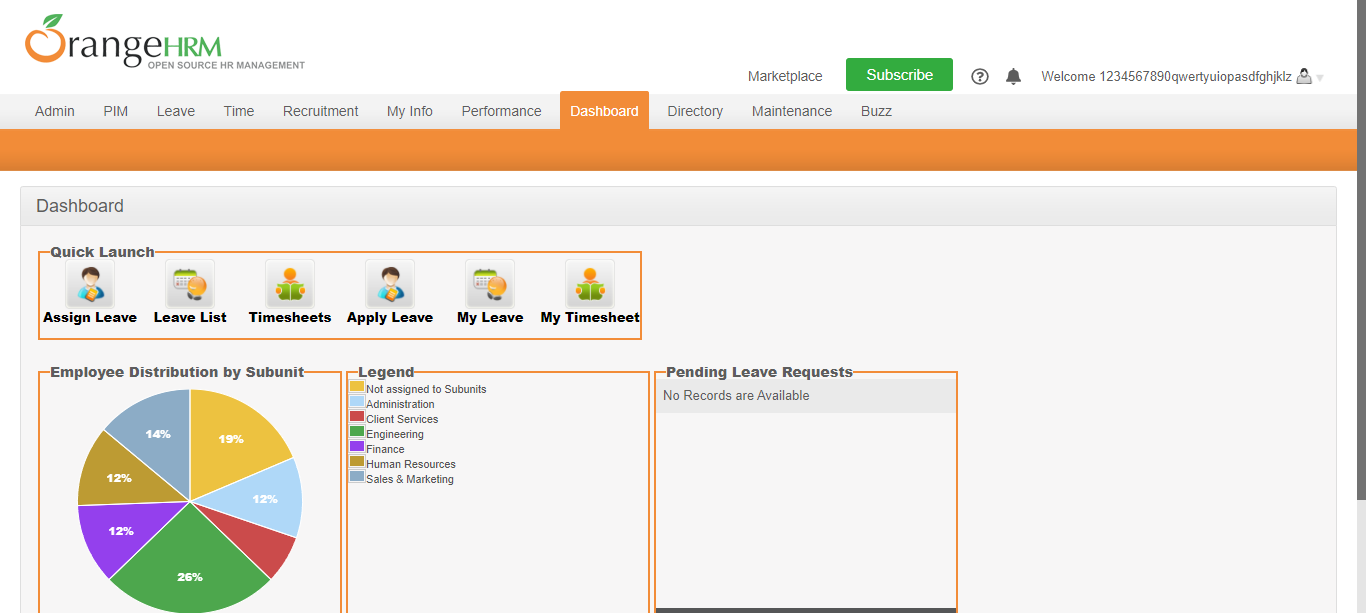 OrangeHRM
OPEN SOURCE HR MANAGEMENT
Marketplace Subscribe Welcome 1234567890qwertyuiopasdfghjklz
Admin PIM Leave Time Recruitment My Info Performance Dashboard Directory Maintenance Buzz
Dashboard
Quick Launch
Assign Leave Leave List Timesheets Apply Leave My Leave My Timesheet
Employee Distribution by Subunit
19%
12%
26%
12%
12%
14%
Legend
Not assigned to Subunits
Administration
Client Services
Engineering
Finance
Human Resources
Sales & Marketing
Pending Leave Requests
No Records are Available